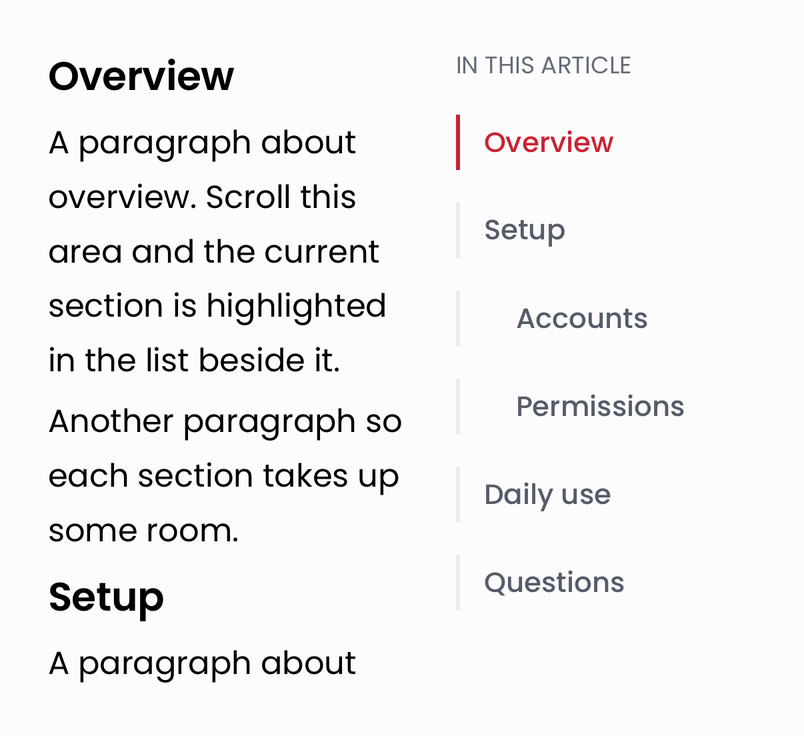 Overview
A paragraph about
overview. Scroll this
area and the current
section is highlighted
in the list beside it.
Another paragraph so
each section takes up
some room.
Setup
A paragraph about
IN THIS ARTICLE
Overview
Setup
Accounts
Permissions
Daily use
Questions